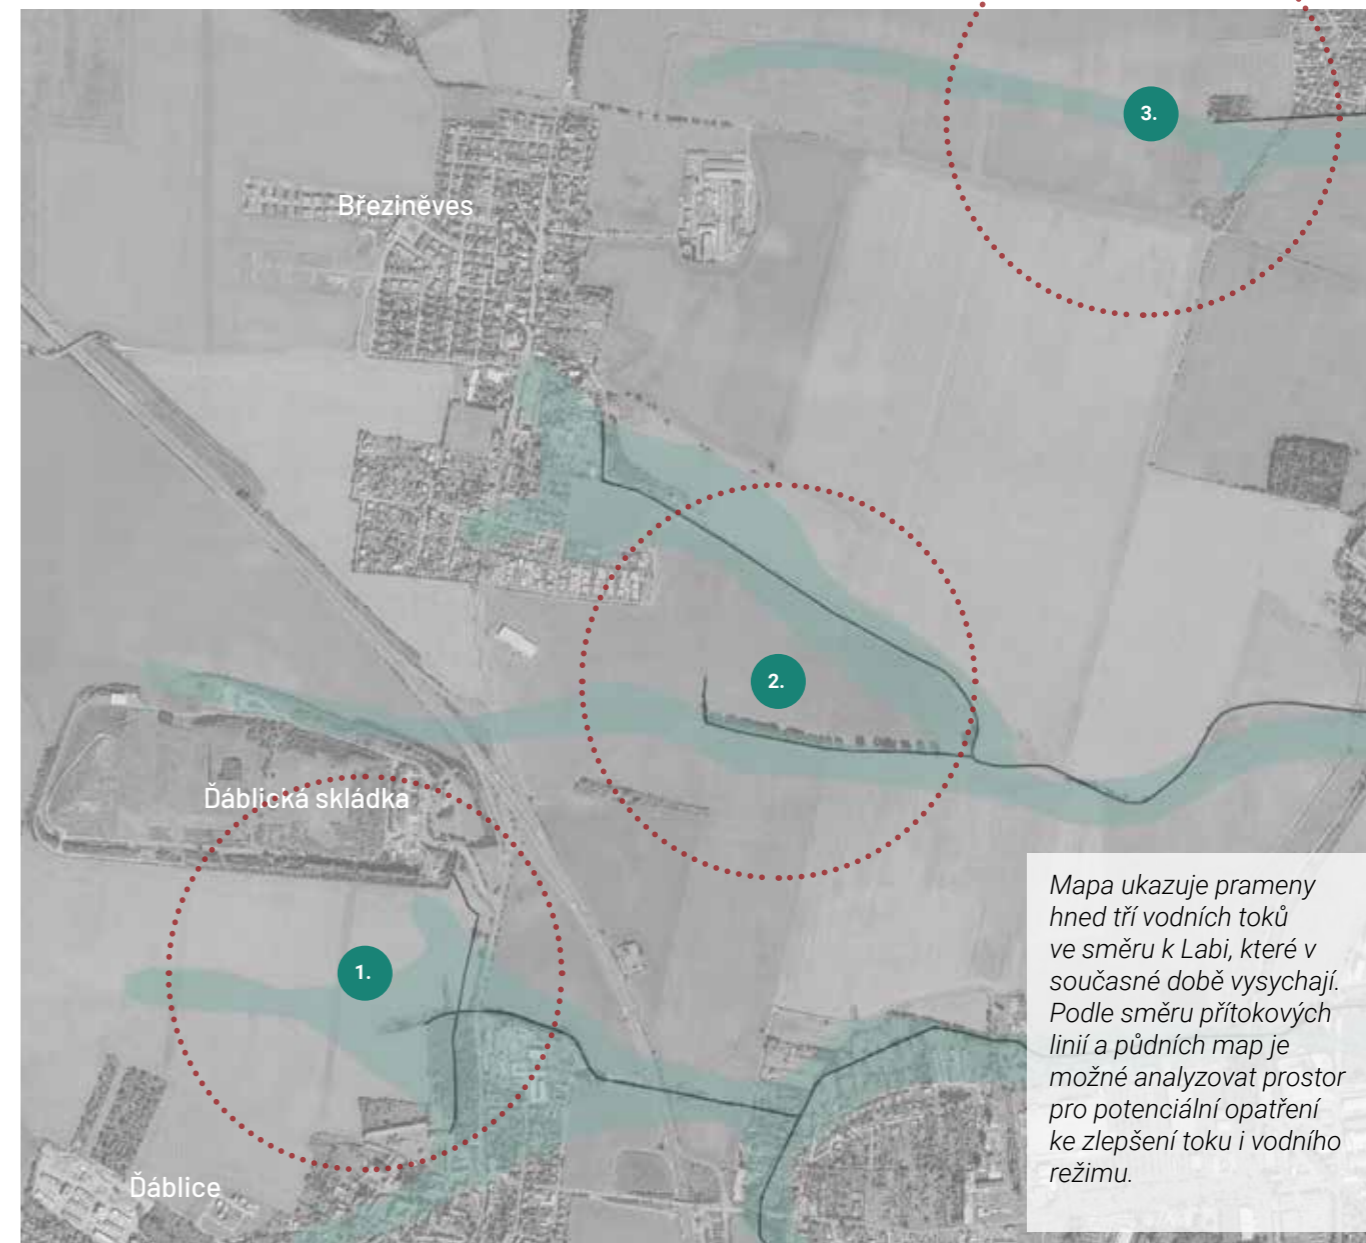 3.
Březiněves
2.
Ďáblická skládka
Mapa ukazuje prameny
hned tří vodních toků
ve směru k Labi, které v
současné době vysychají.
Podle směru přítokových
linií a půdních map je
možné analyzovat prostor
pro potenciální opatření
ke zlepšení toku i vodního
režimu.
1.
Ďáblice